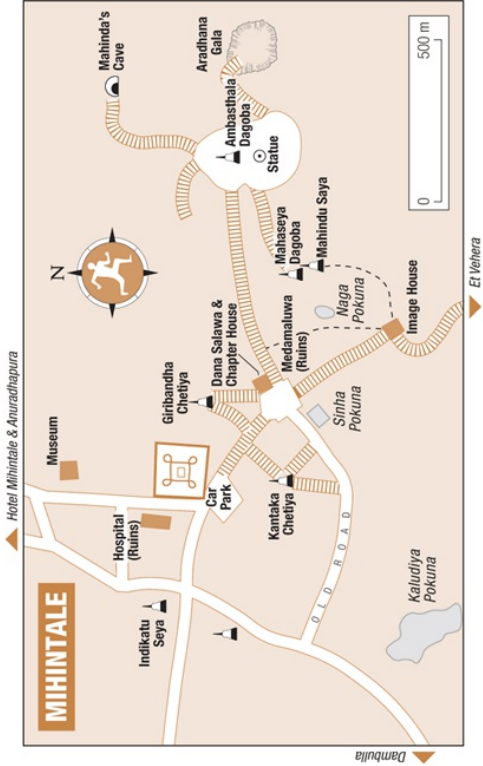 MIHINTALE
Hotel Mihintale & Anuradhapura
Museum
Hospital
(Ruins)
Indikatu
Seya
Giribandha
Chetiya
Car
Park
Kantaka
Chetiya
OLD ROAD
Kaludiya
Pokuna
Dambulla
N
Dana Salawa &
Chapter House
Medamaluwa
(Ruins)
Sinha
Pokuna
Naga
Pokuna
Image House
Et Vehera
Mahaseya
Dagoba
Mahindu Saya
Mahinda's
Cave
Ambasthala
Dagoba
Statue
Aradhana
Gala
0
500 m